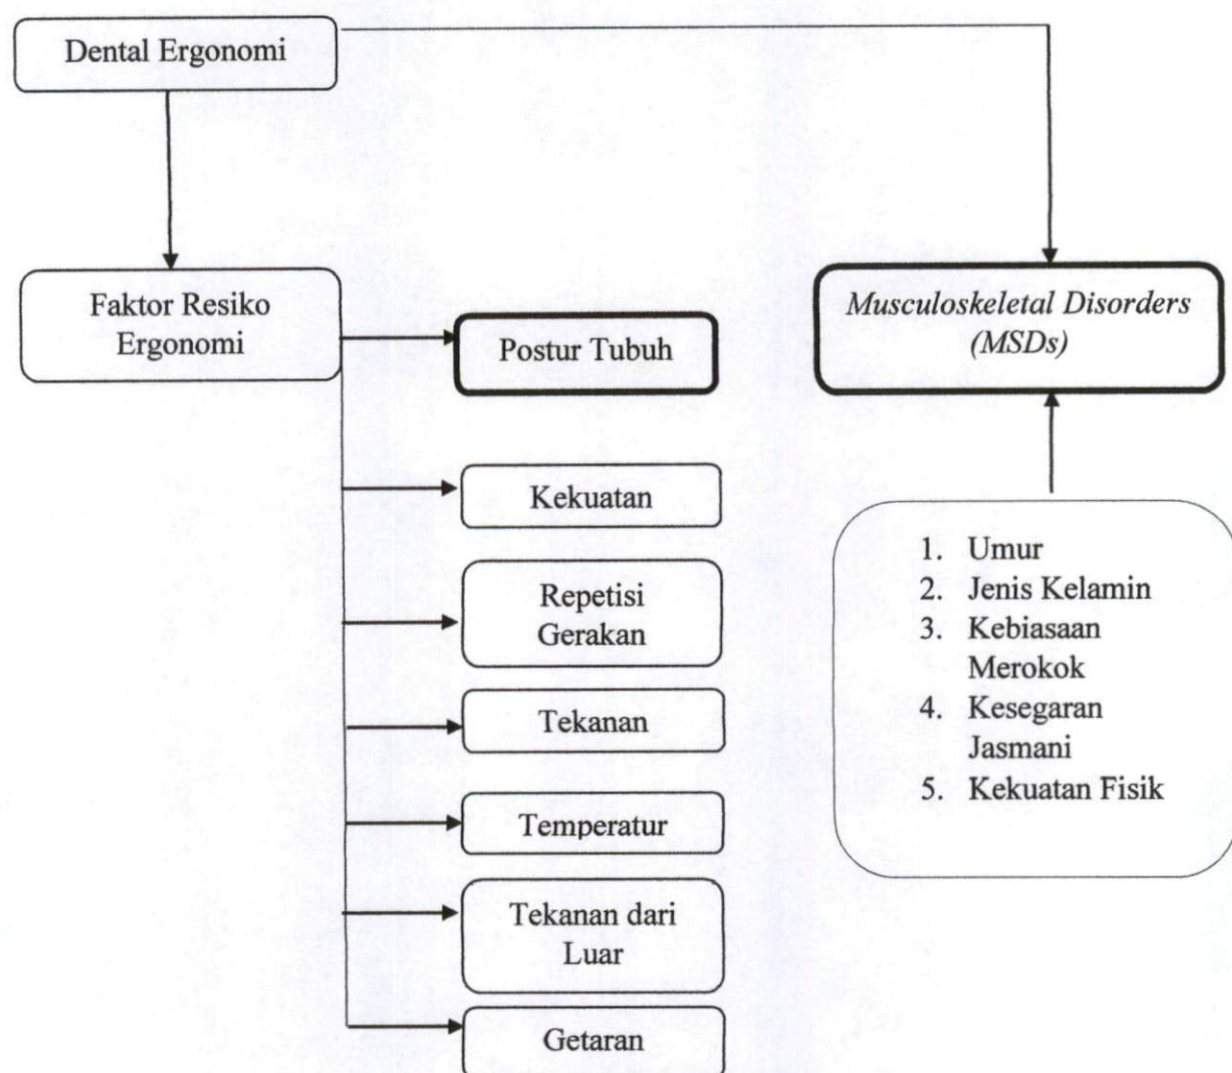 Dental Ergonomi
Faktor Resiko
Ergonomi
Postur Tubuh
Kekuatan
Repetisi
Gerakan
Tekanan
Temperatur
Tekanan dari
Luar
Getaran
Musculoskeletal Disorders
(MSDs)
1. Umur
2. Jenis Kelamin
3. Kebiasaan
Merokok
4. Kesegaran
Jasmani
5. Kekuatan Fisik